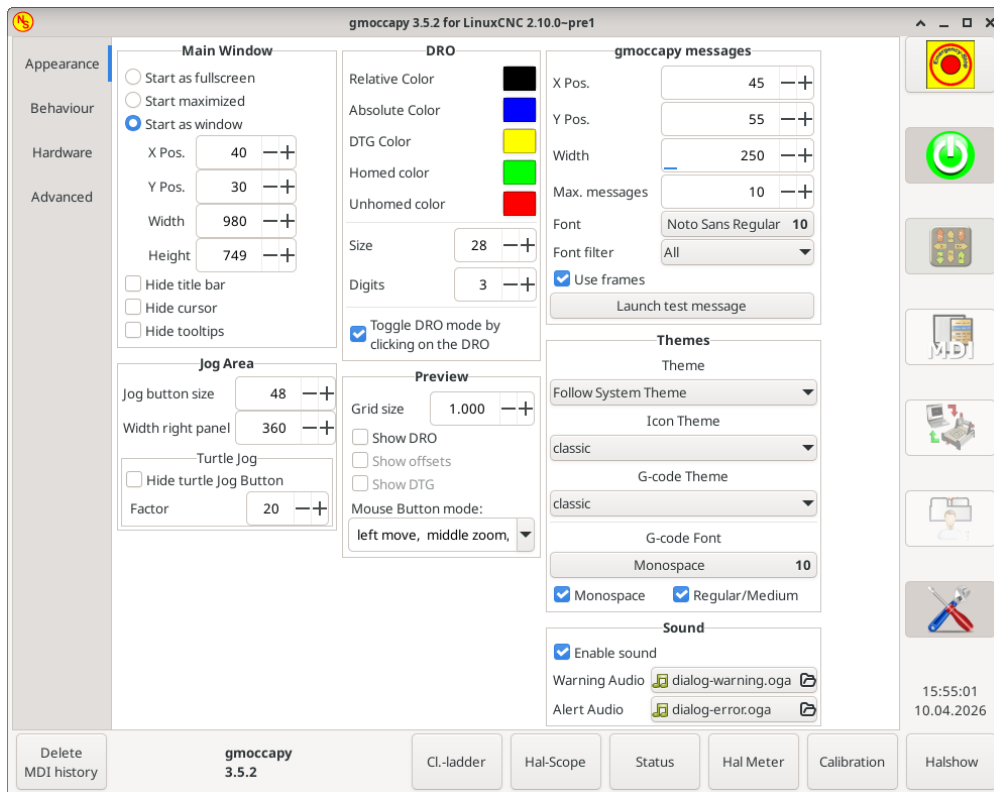 gmoccapy 3.5.2 for LinuxCNC 2.10.0~pre1
Appearance
Behaviour
Hardware
Advanced
Main Window
Start as fullscreen
Start maximized
Start as window
X Pos.
40
Y Pos.
30
Width
980
Height
749
Hide title bar
Hide cursor
Hide tooltips
Jog Area
Jog button size
48
Width right panel
360
Turtle Jog
Hide turtle Jog Button
Factor
20
DRO
Relative Color
Absolute Color
DTG Color
Homed color
Unhomed color
Size
28
Digits
3
Toggle DRO mode by
clicking on the DRO
Preview
Grid size
1.000
Show DRO
Show offsets
Show DTG
Mouse Button mode:
left move, middle zoom,
gmoccapy messages
X Pos.
45
Y Pos.
55
Width
250
Max. messages
10
Font
Noto Sans Regular 10
Font filter
All
Use frames
Launch test message
Themes
Theme
Follow System Theme
Icon Theme
classic
G-code Theme
classic
G-code Font
Monospace 10
Monospace
Regular/Medium
Sound
Enable sound
Warning Audio
dialog-warning.oga
Alert Audio
dialog-error.oga
MDI
15:55:01
10.04.2026
Delete
MDI history
gmoccapy
3.5.2
Cl.-ladder
Hal-Scope
Status
Hal Meter
Calibration
Halshow